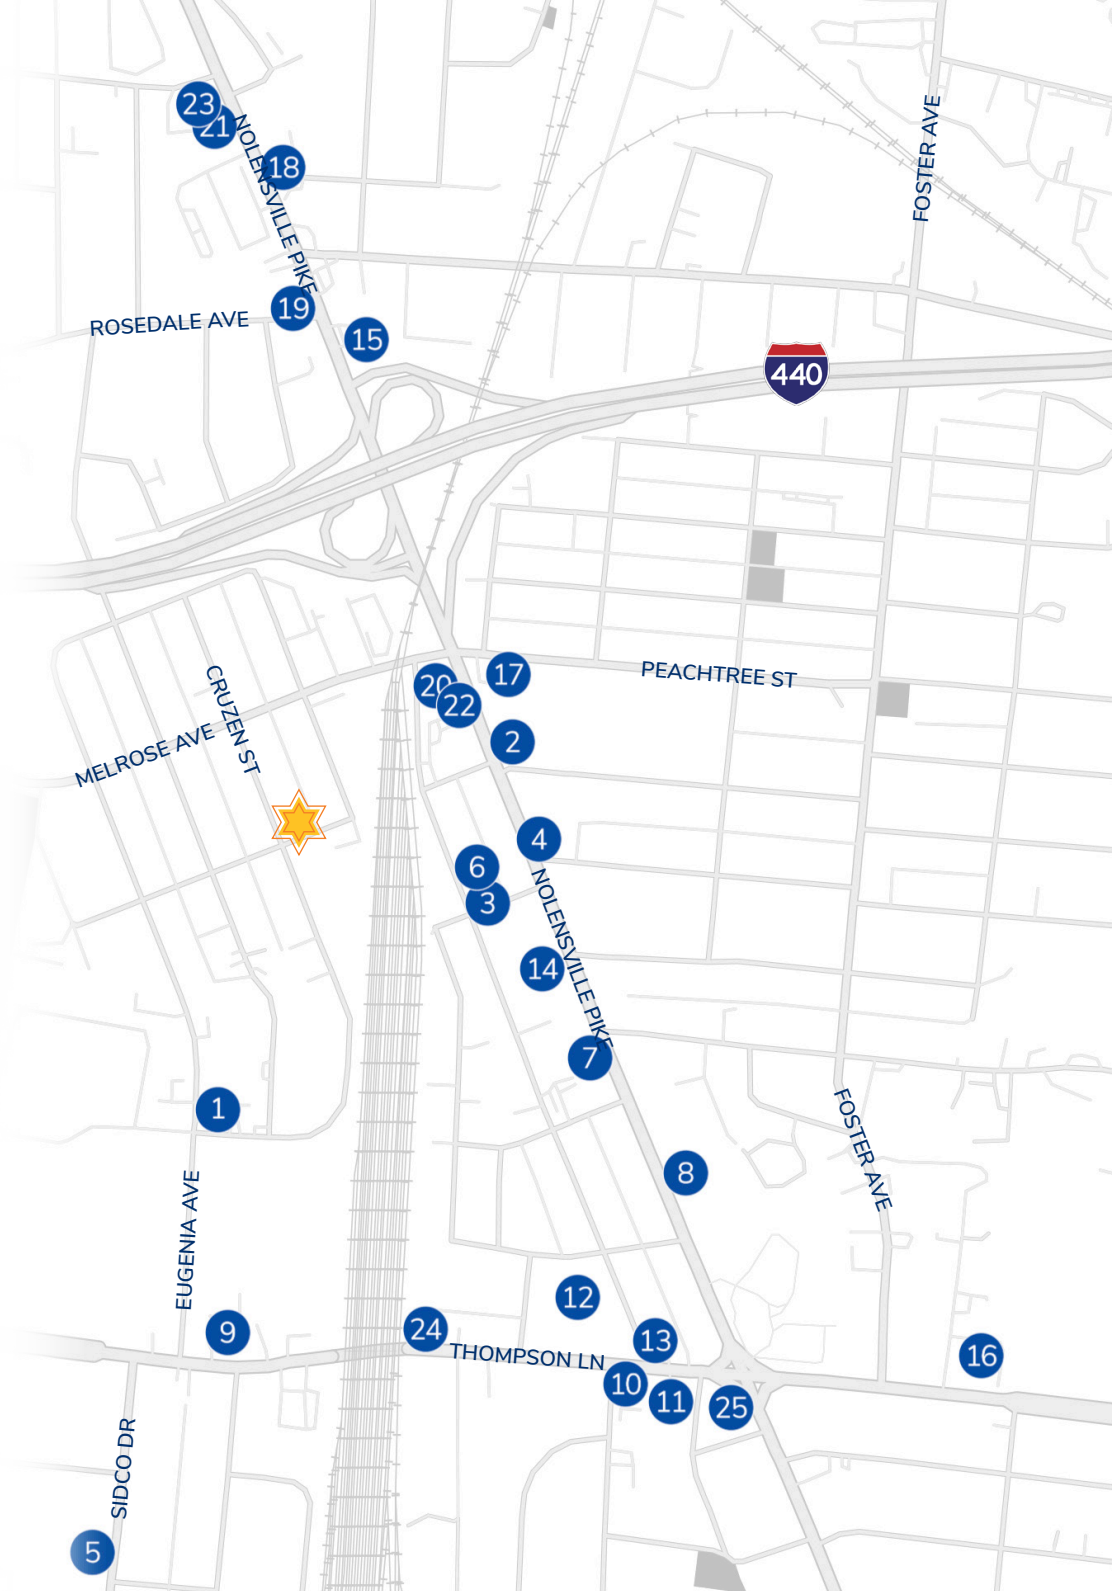 23
21
NOLENSVILLE PIKE
18
FOSTER AVE
19
ROSEDALE AVE
15
440
17
20
22
PEACHTREE ST
CRUZEN ST
MELROSE AVE
2
4
6
3
NOLENSVILLE PIKE
14
7
1
FOSTER AVE
8
EUGENIA AVE
12
9
24
13
THOMPSON LN
16
10
11
25
SIDCO DR
5